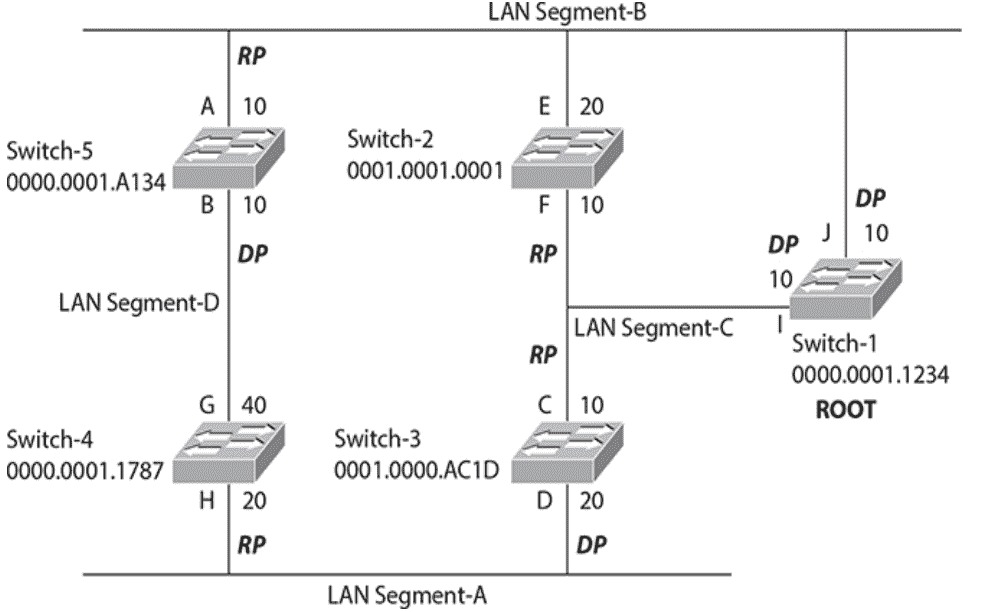 LAN Segment-B
RP
A 10
E 20
Switch-5
0000.0001.A134
Switch-2
0001.0001.0001
B 10
F 10
DP
J 10
DP
RP
DP
10
LAN Segment-D
LAN Segment-C
I
Switch-1
0000.0001.1234
ROOT
RP
G 40
C 10
Switch-4
0000.0001.1787
Switch-3
0001.0000.AC1D
H 20
D 20
RP
DP
LAN Segment-A